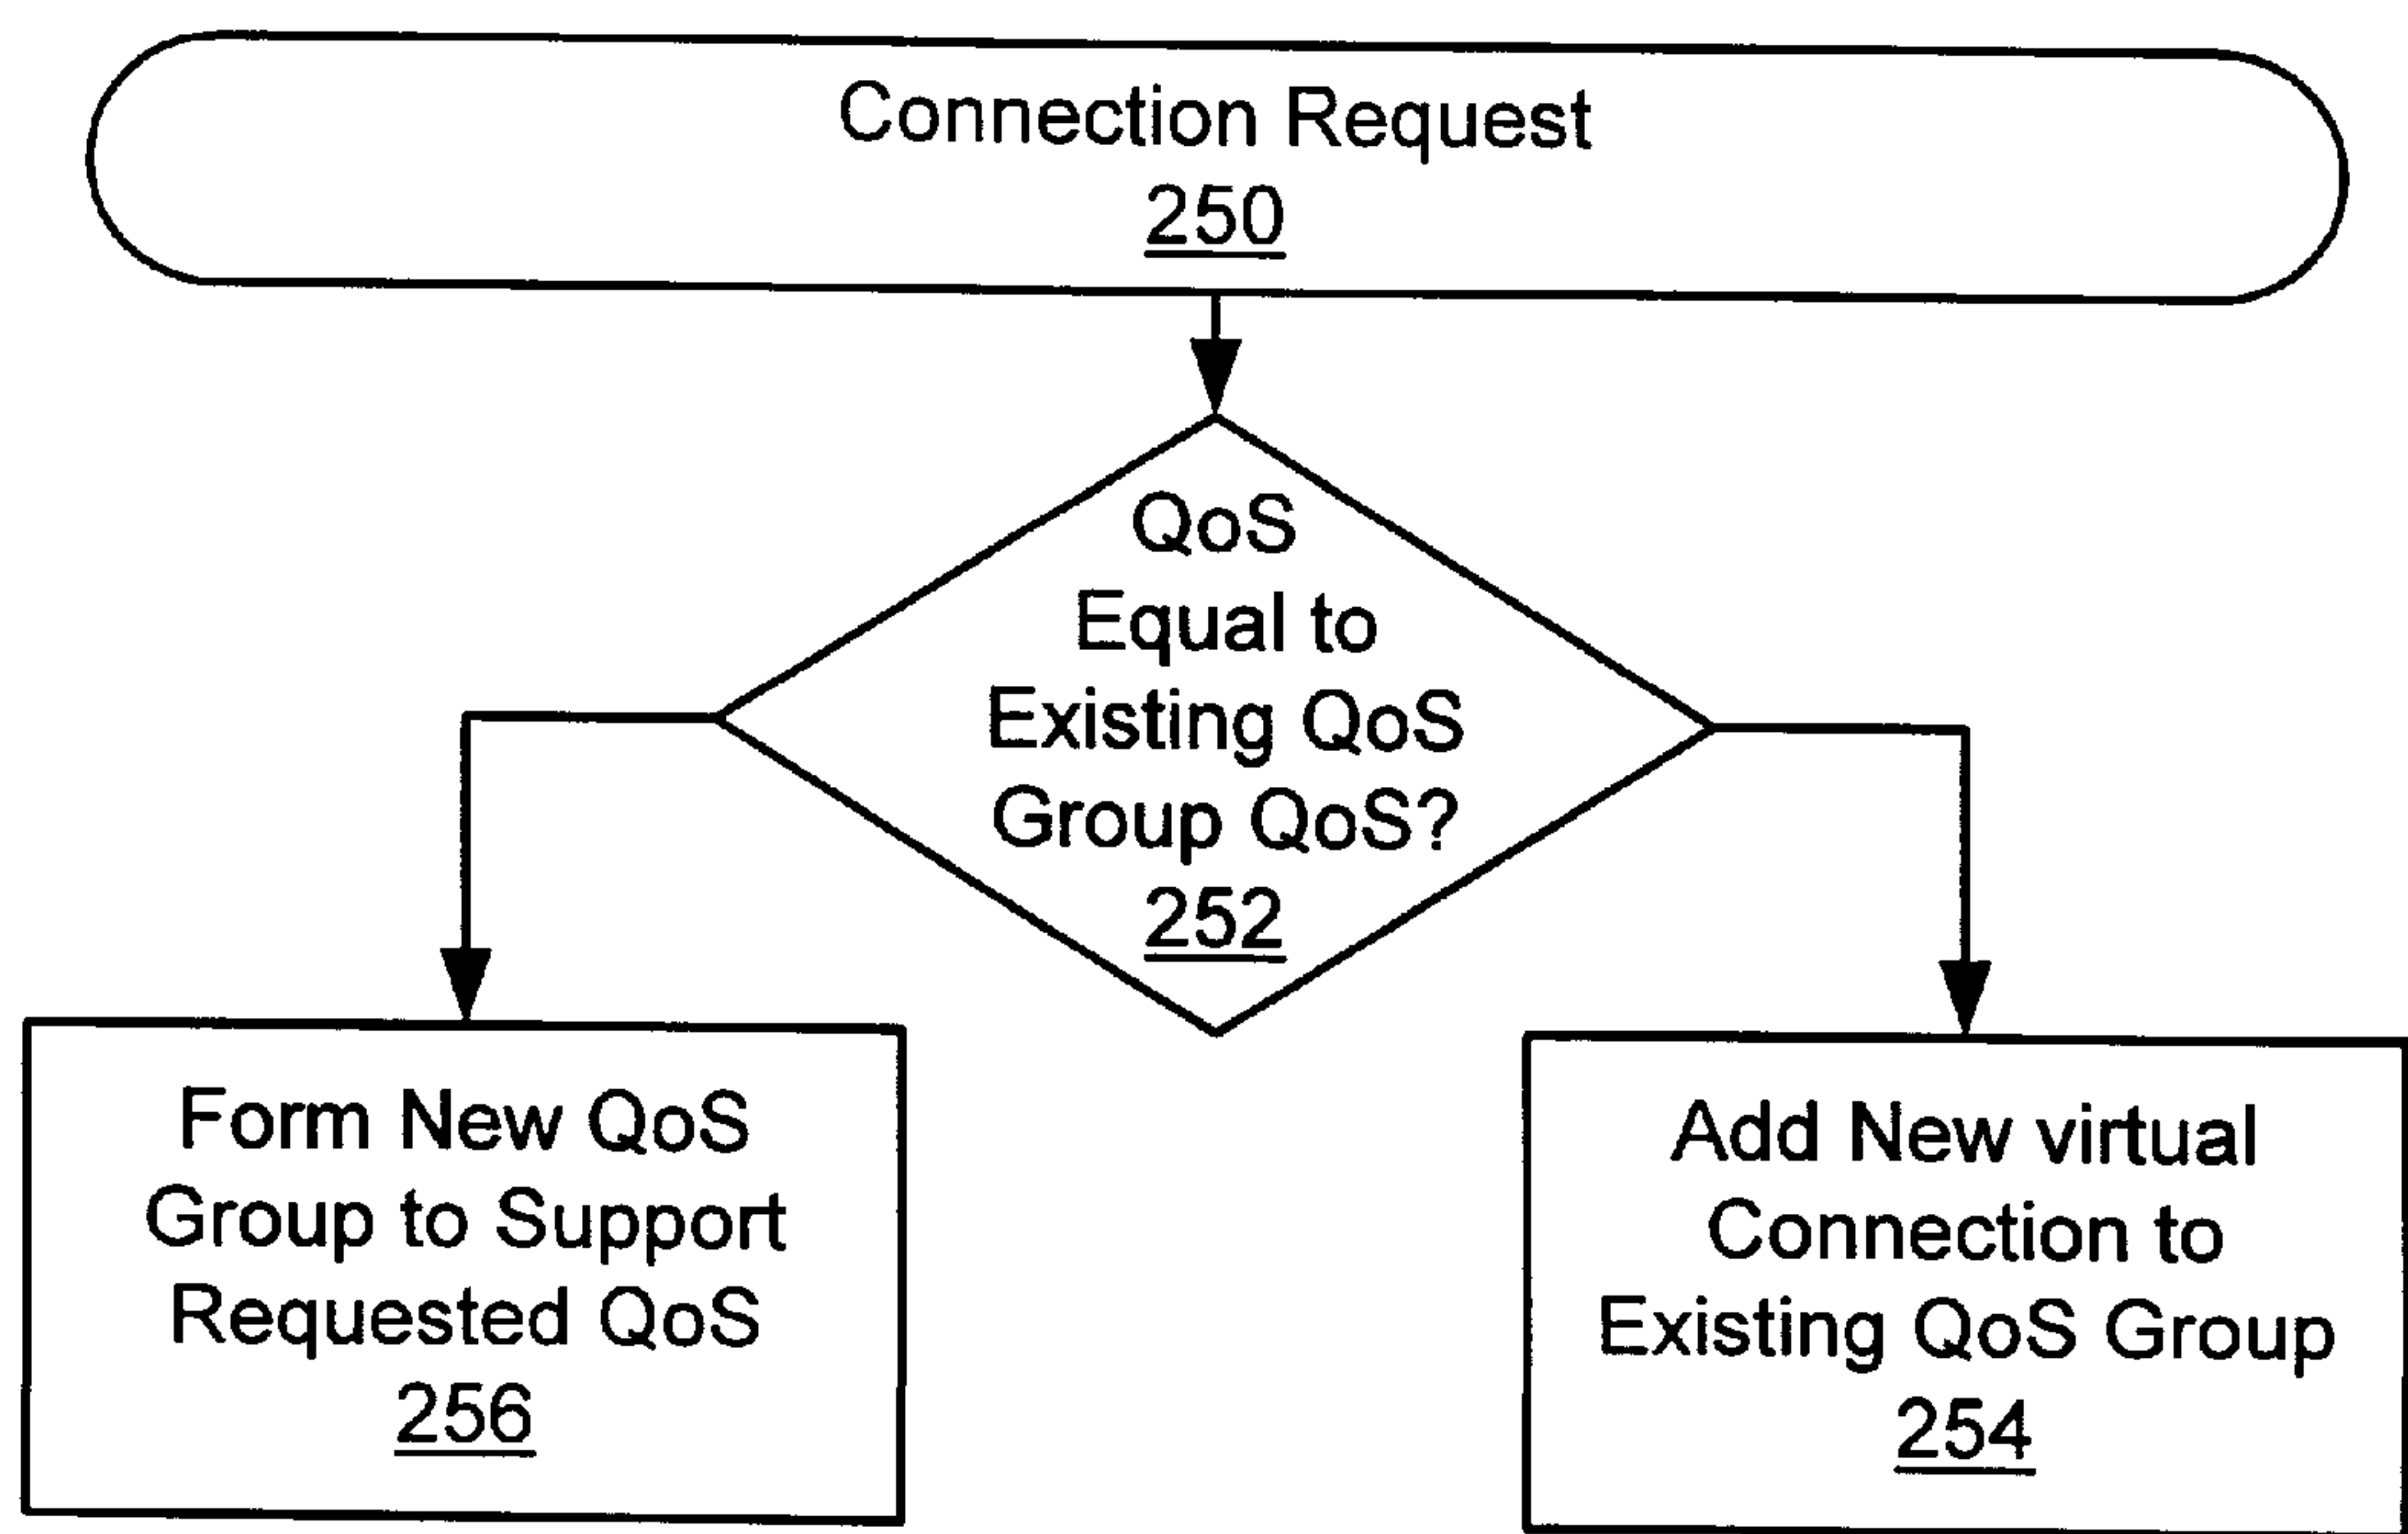 Connection Request
250
QoS
Equal to
Existing QoS
Group QoS?
252
Form New QoS
Group to Support
Requested QoS
256
Add New virtual
Connection to
Existing QoS Group
254